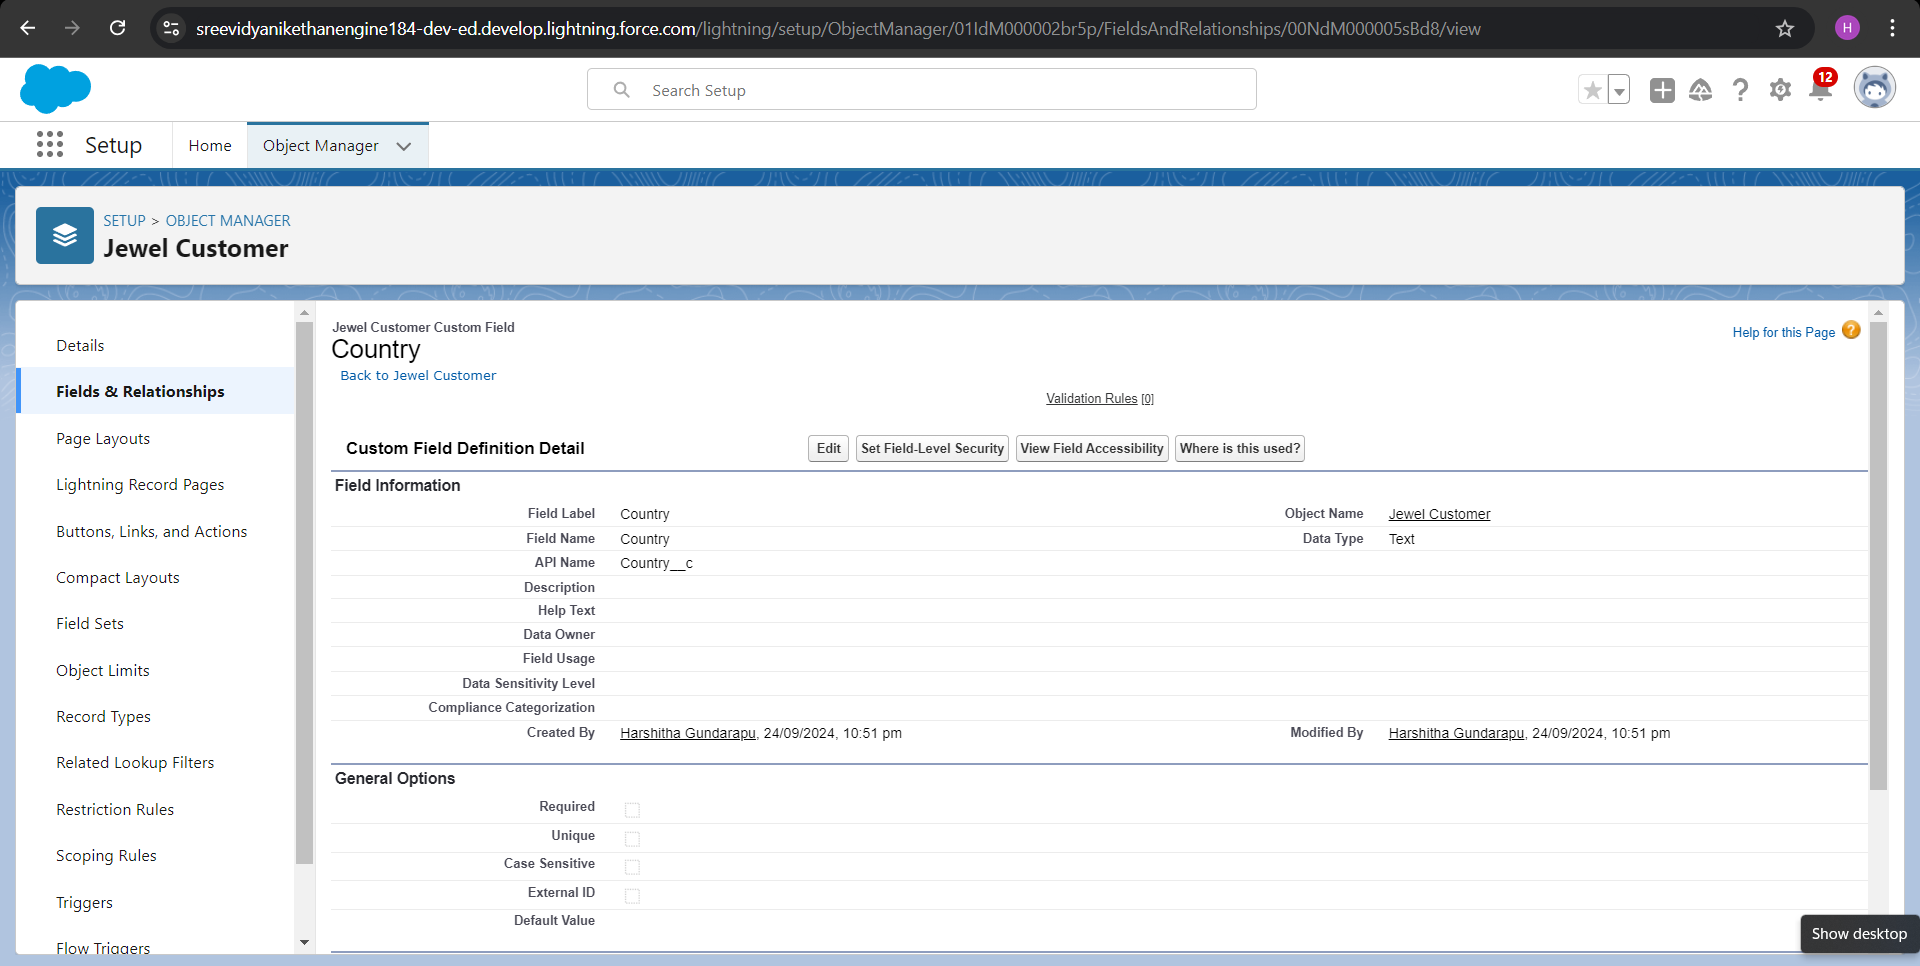 sreevidyanikethanengine184-dev-ed.develop.lightning.force.com/lightning/setup/ObjectManager/01IdM000002br5p/FieldsAndRelationships/00NdM000005sBd8/view
H
Search Setup
12
Setup
Home
Object Manager
SETUP > OBJECT MANAGER
Jewel Customer
Details
Fields & Relationships
Page Layouts
Lightning Record Pages
Buttons, Links, and Actions
Compact Layouts
Field Sets
Object Limits
Record Types
Related Lookup Filters
Restriction Rules
Scoping Rules
Triggers
Flow Triggers
Jewel Customer Custom Field
Country
Back to Jewel Customer
Help for this Page
Validation Rules [0]
Custom Field Definition Detail
Edit
Set Field-Level Security
View Field Accessibility
Where is this used?
Field Information
Field Label Country Object Name Jewel Customer
Field Name Country Data Type Text
API Name Country__c
Description
Help Text
Data Owner
Field Usage
Data Sensitivity Level
Compliance Categorization
Created By Harshitha Gundarapu, 24/09/2024, 10:51 pm Modified By Harshitha Gundarapu, 24/09/2024, 10:51 pm
General Options
Required
Unique
Case Sensitive
External ID
Default Value
Show desktop